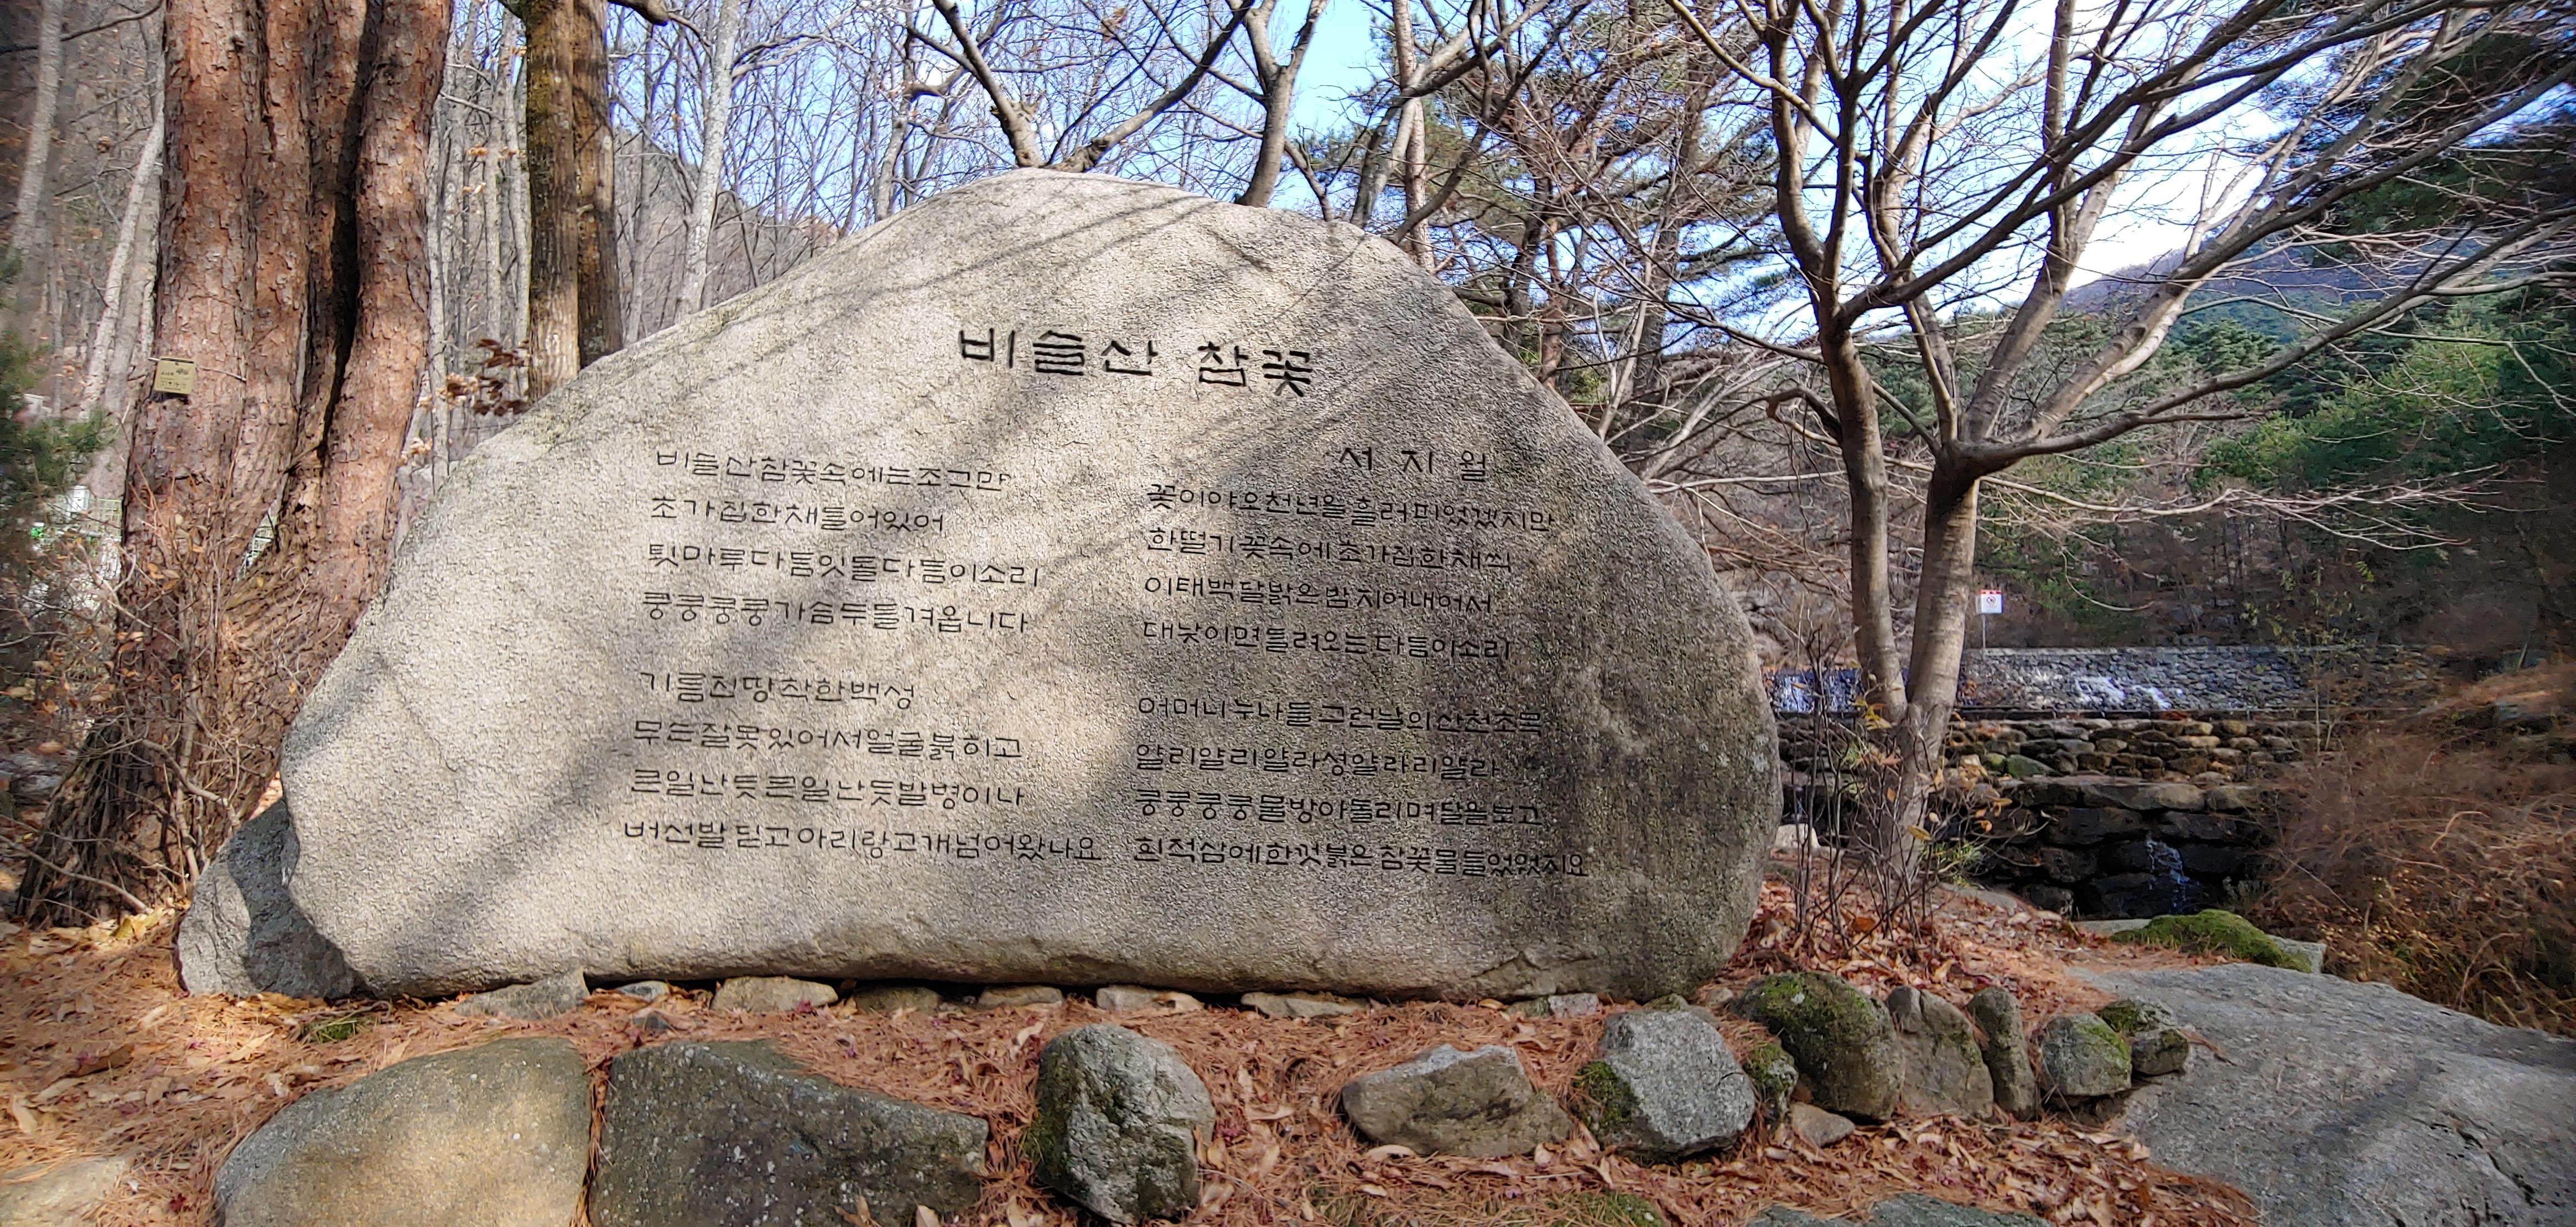 비슬산 참꽃
서 지 월
비슬산참꽃속에는조그만
초가집한채들어있어
툇마루다듬잇돌다듬이소리
쿵쿵쿵쿵가슴두들겨옵니다
기름진땅착한백성
무슨잘못있어서얼굴붉히고
큰일난듯큰일난듯발병이나
버선발딛고아리랑고개넘어왔나요
꽃이야오천년을흘러피었겠지만
한떨기꽃속에초가집한채씩
이태백달밝은밤지어내어서
대낮이면들려오는다듬이소리
어머니누나들그런날의산천초목
얄리얄리얄라셩얄라리얄라
쿵쿵쿵쿵물방아돌리며달을보고
흰적삼에한껏붉은참꽃물들었었지요